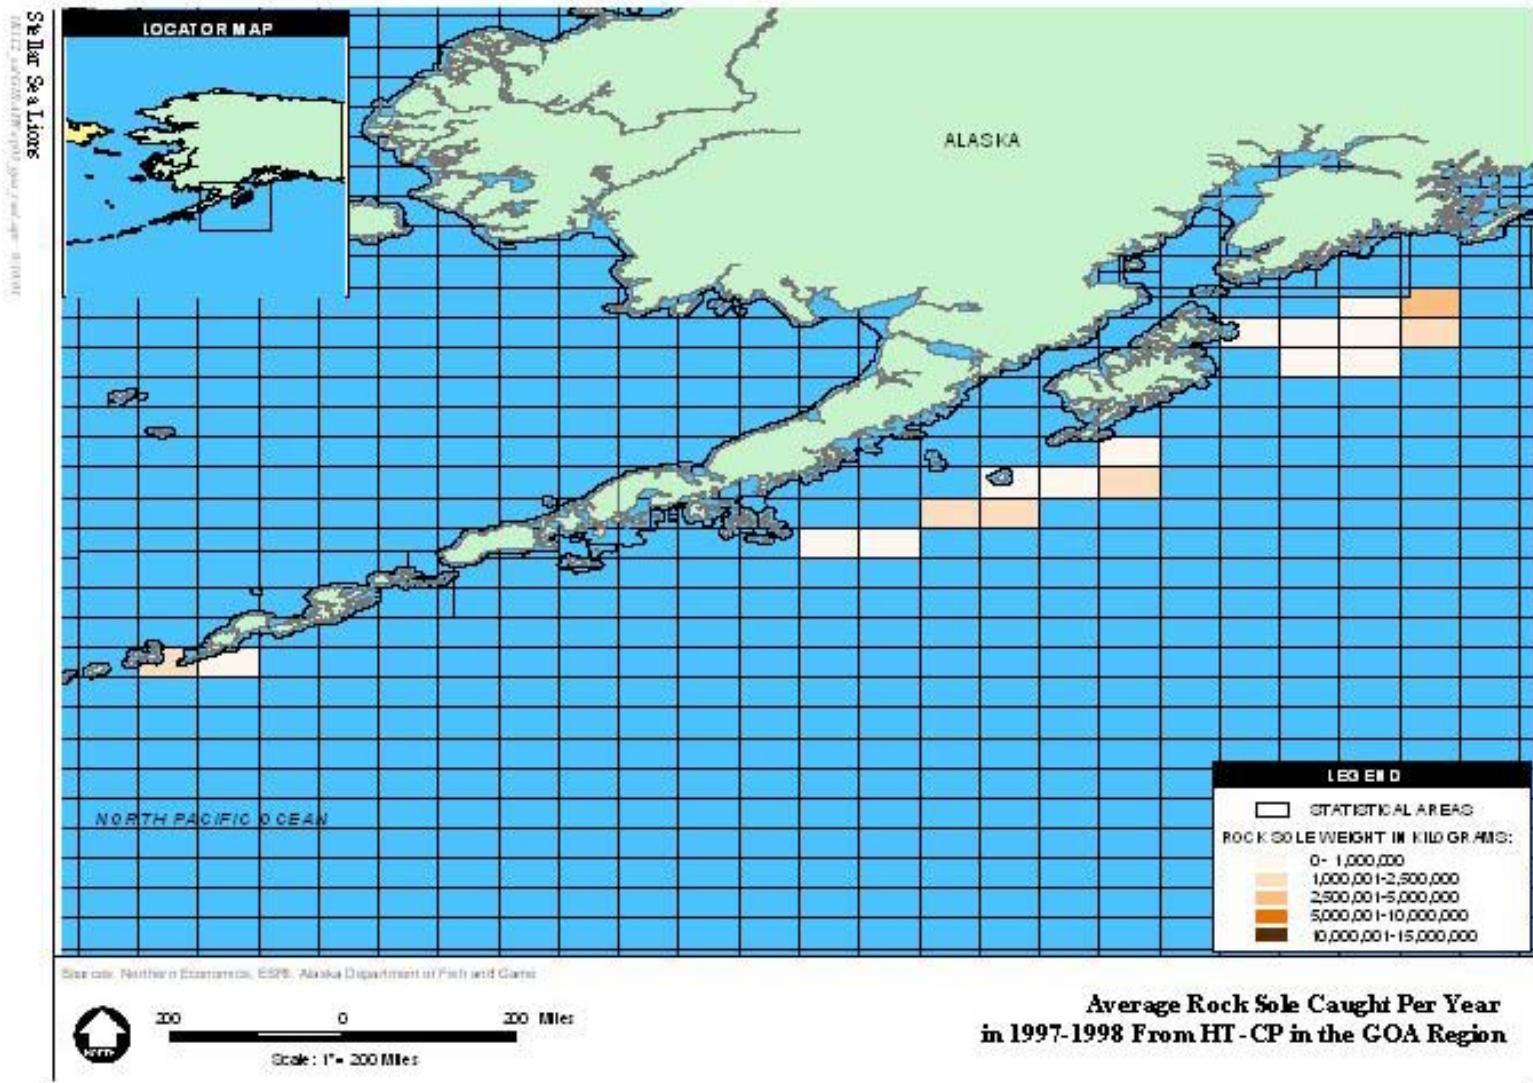 Stellar Sea Lions
LOCATOR MAP
ALASKA
NORTH PACIFIC OCEAN
LEGEND
STATISTICAL AREAS
ROCK SOLE WEIGHT IN KILOGRAMS:
0- 1,000,000
1,000,001-2,500,000
2,500,001-5,000,000
5,000,001-10,000,000
10,000,001-15,000,000
Sources: Northern Economics, ESRI, Alaska Department of Fish and Game
NORTH
200 0 200 Miles
Scale: 1"= 200 Miles
Average Rock Sole Caught Per Year
in 1997-1998 From HT-CP in the GOA Region